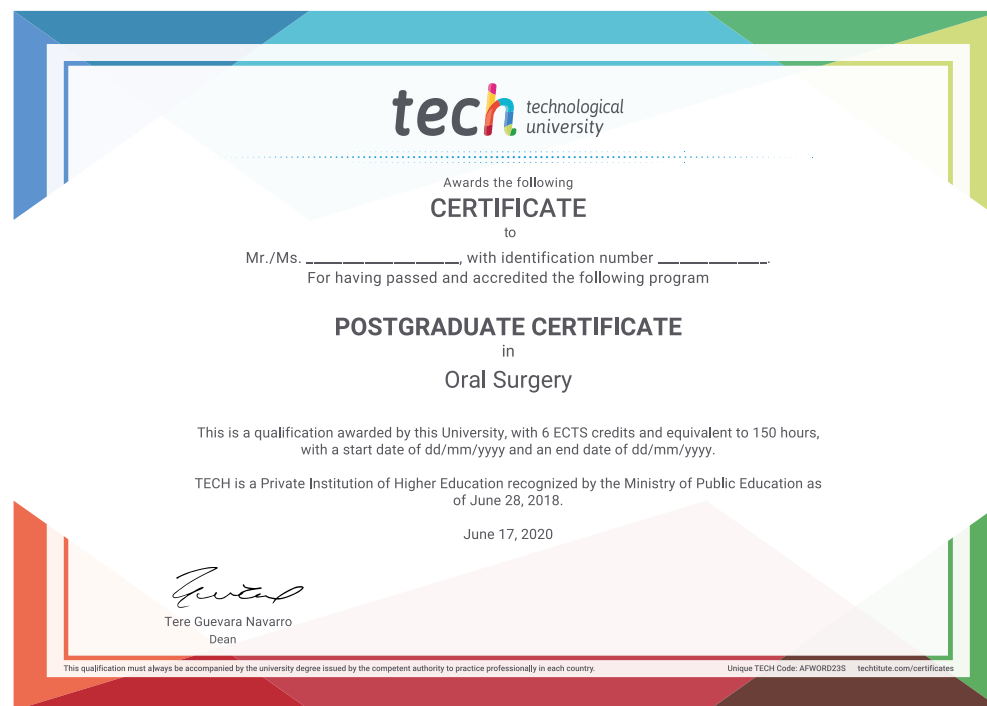 tech technological
university
Awards the following
CERTIFICATE
to
Mr./Ms. ____________________, with identification number ______________.
For having passed and accredited the following program
POSTGRADUATE CERTIFICATE
in
Oral Surgery
This is a qualification awarded by this University, with 6 ECTS credits and equivalent to 150 hours,
with a start date of dd/mm/yyyy and an end date of dd/mm/yyyy.
TECH is a Private Institution of Higher Education recognized by the Ministry of Public Education as
of June 28, 2018.
June 17, 2020
Tere Guevara Navarro
Dean
This qualification must always be accompanied by the university degree issued by the competent authority to practice professionally in each country.
Unique TECH Code: AFWORD23S techtitute.com/certificates